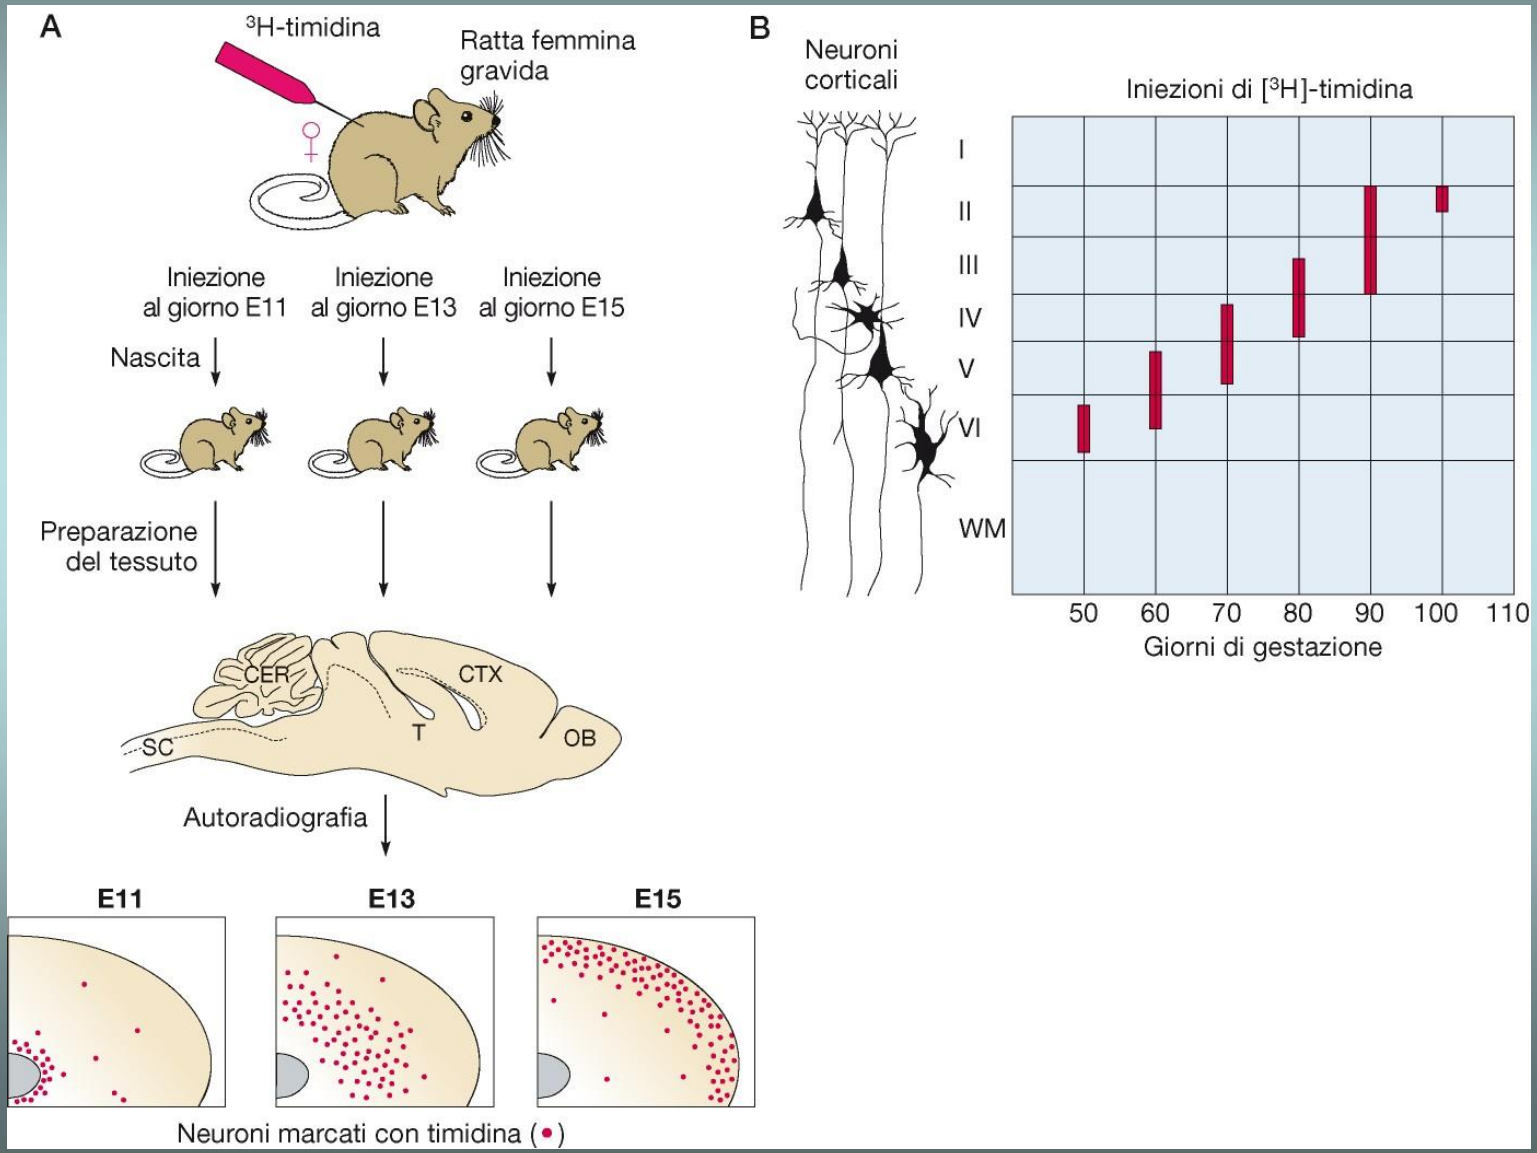 A
³H-timidina
Ratta femmina
gravida
Iniezione
al giorno E11
Iniezione
al giorno E13
Iniezione
al giorno E15
Nascita
Preparazione
del tessuto
CER
CTX
T
SC
OB
Autoradiografia
E11
E13
E15
Neuroni marcati con timidina (•)
B
Neuroni
corticali
Iniezioni di [³H]-timidina
I
II
III
IV
V
VI
WM
50 60 70 80 90 100 110
Giorni di gestazione